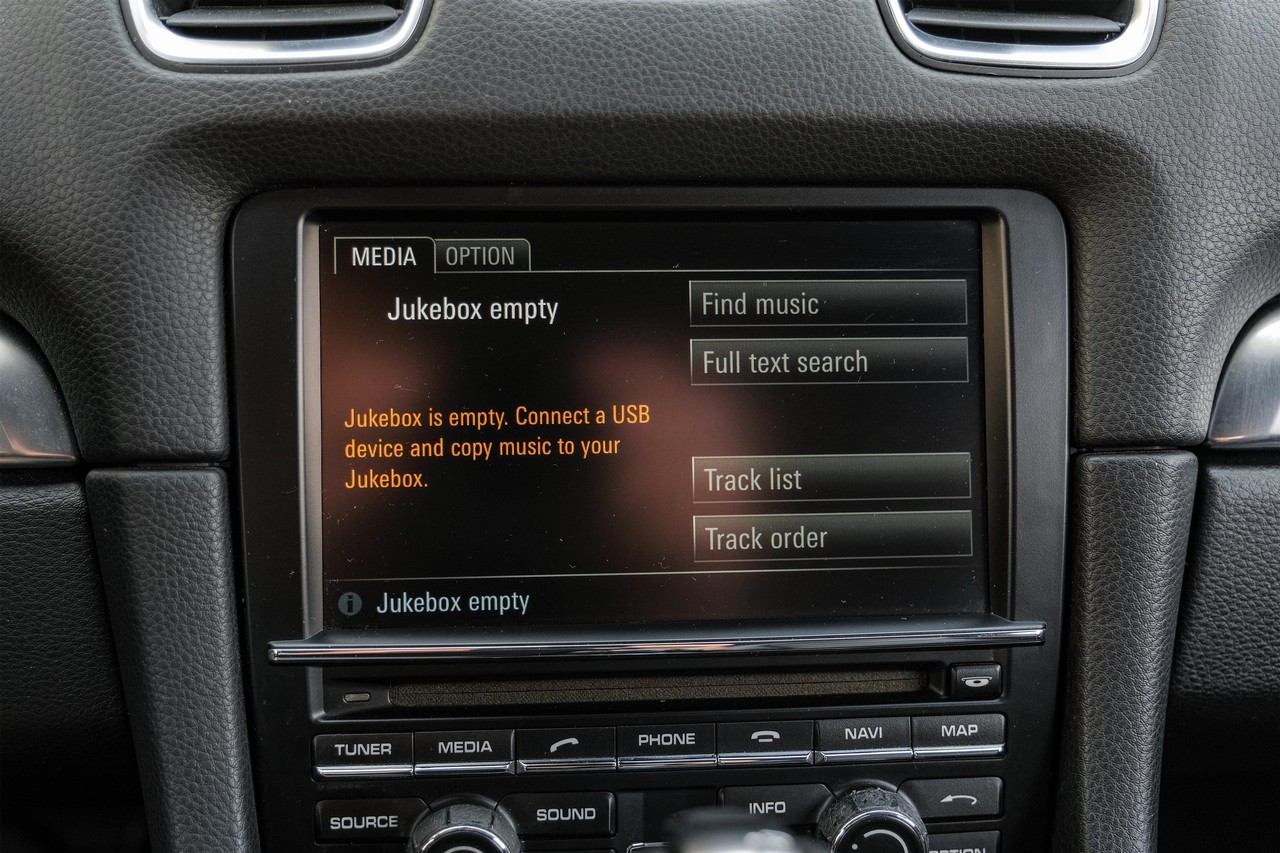 MEDIA OPTION
Jukebox empty
Find music
Full text search
Jukebox is empty. Connect a USB
device and copy music to your
Jukebox.
Track list
Track order
Jukebox empty
TUNER MEDIA PHONE NAVI MAP
SOURCE SOUND INFO
OPTION